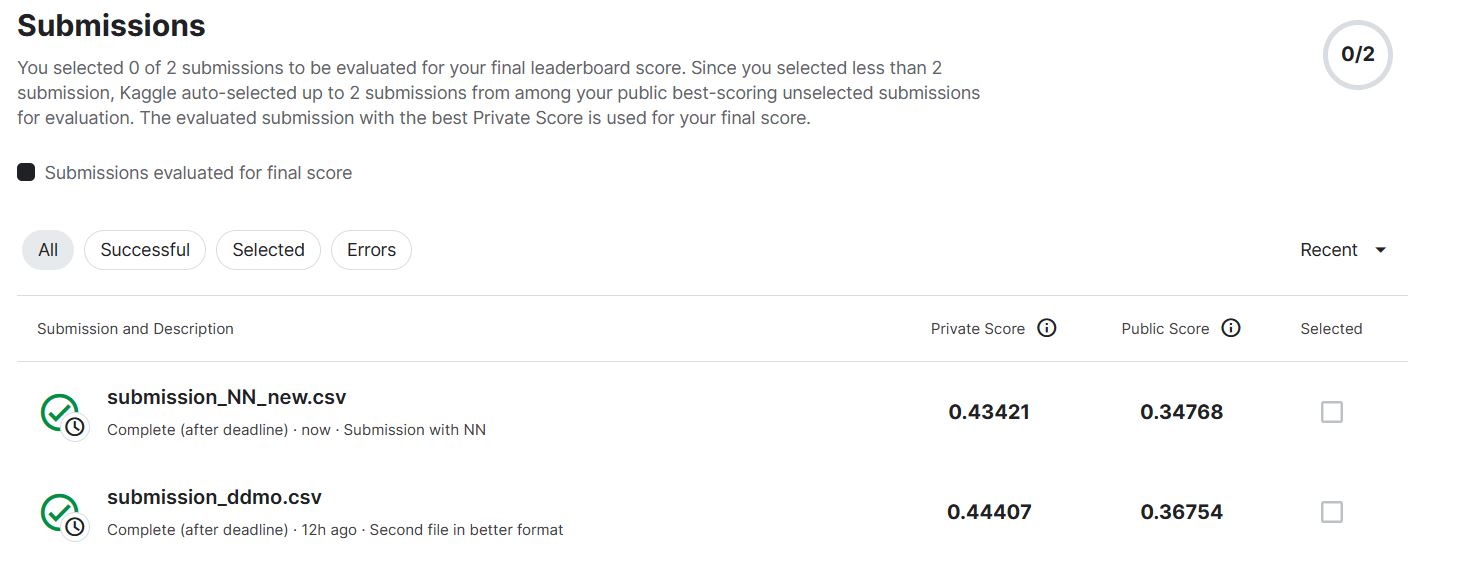 Submissions
0/2
You selected 0 of 2 submissions to be evaluated for your final leaderboard score. Since you selected less than 2
submission, Kaggle auto-selected up to 2 submissions from among your public best-scoring unselected submissions
for evaluation. The evaluated submission with the best Private Score is used for your final score.
Submissions evaluated for final score
All Successful Selected Errors Recent
Submission and Description Private Score Public Score Selected
submission_NN_new.csv
0.43421 0.34768
Complete (after deadline) · now · Submission with NN
submission_ddmo.csv
0.44407 0.36754
Complete (after deadline) · 12h ago · Second file in better format